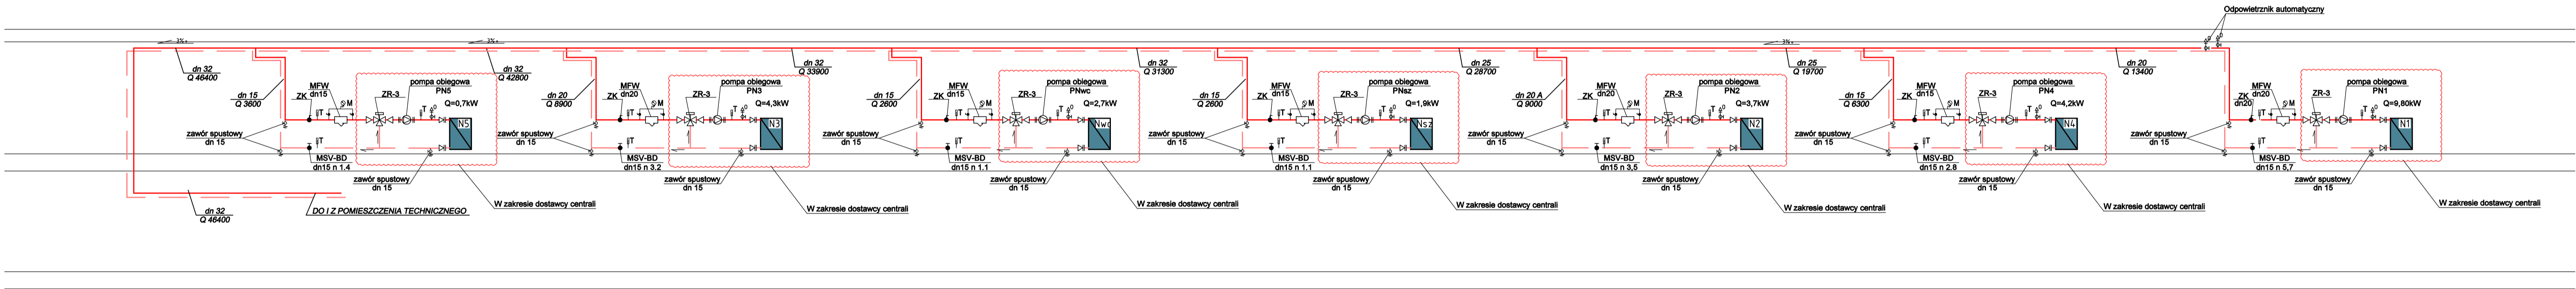 Odpowietrznik automatyczny
3%
dn 32
Q 46400
dn 15
Q 3600
MFW
dn15
ZK
T
M
ZR-3
pompa obiegowa
PN5
Q=0,7kW
T
N5
zawór spustowy
dn 15
T
MSV-BD
dn15 n 1.4
zawór spustowy
dn 15
W zakresie dostawcy centrali
dn 32
Q 46400
DO I Z POMIESZCZENIA TECHNICZNEGO
3%
dn 32
Q 42800
dn 20
Q 8900
MFW
dn20
ZK
T
M
ZR-3
pompa obiegowa
PN3
Q=4,3kW
T
N3
zawór spustowy
dn 15
T
MSV-BD
dn15 n 3.2
zawór spustowy
dn 15
W zakresie dostawcy centrali
dn 32
Q 33900
dn 15
Q 2600
MFW
dn15
ZK
T
M
ZR-3
pompa obiegowa
PNwc
Q=2,7kW
T
Nwc
zawór spustowy
dn 15
T
MSV-BD
dn15 n 1.1
zawór spustowy
dn 15
W zakresie dostawcy centrali
dn 32
Q 31300
dn 15
Q 2600
MFW
dn15
ZK
T
M
ZR-3
pompa obiegowa
PNsz
Q=1,9kW
T
Nsz
zawór spustowy
dn 15
T
MSV-BD
dn15 n 1.1
zawór spustowy
dn 15
W zakresie dostawcy centrali
dn 25
Q 28700
dn 20 A
Q 9000
MFW
dn20
ZK
T
M
ZR-3
pompa obiegowa
PN2
Q=3,7kW
T
N2
zawór spustowy
dn 15
T
MSV-BD
dn15 n 3,5
zawór spustowy
dn 15
W zakresie dostawcy centrali
3%
dn 25
Q 19700
dn 15
Q 6300
MFW
dn15
ZK
T
M
ZR-3
pompa obiegowa
PN4
Q=4,2kW
T
N4
zawór spustowy
dn 15
T
MSV-BD
dn15 n 2.8
zawór spustowy
dn 15
W zakresie dostawcy centrali
dn 20
Q 13400
MFW
dn20
ZK
dn20
T
M
ZR-3
pompa obiegowa
PN1
Q=9,80kW
T
N1
zawór spustowy
dn 15
T
MSV-BD
dn15 n 5,7
zawór spustowy
dn 15
W zakresie dostawcy centrali